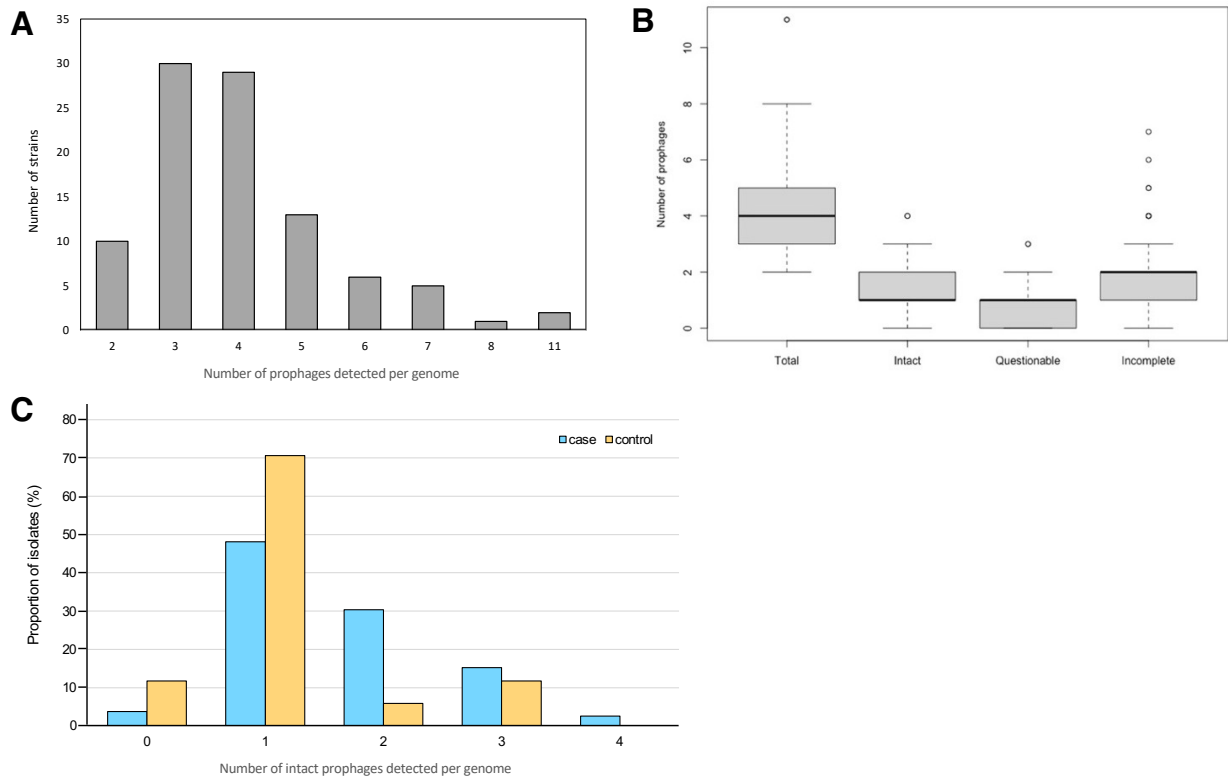 A
Number of strains
35
30
25
20
15
10
5
0
2 3 4 5 6 7 8 11
Number of prophages detected per genome
B
Number of prophages
10
8
6
4
2
0
Total Intact Questionable Incomplete
C
Proportion of isolates (%)
80
70
60
50
40
30
20
10
0
case control
0 1 2 3 4
Number of intact prophages detected per genome